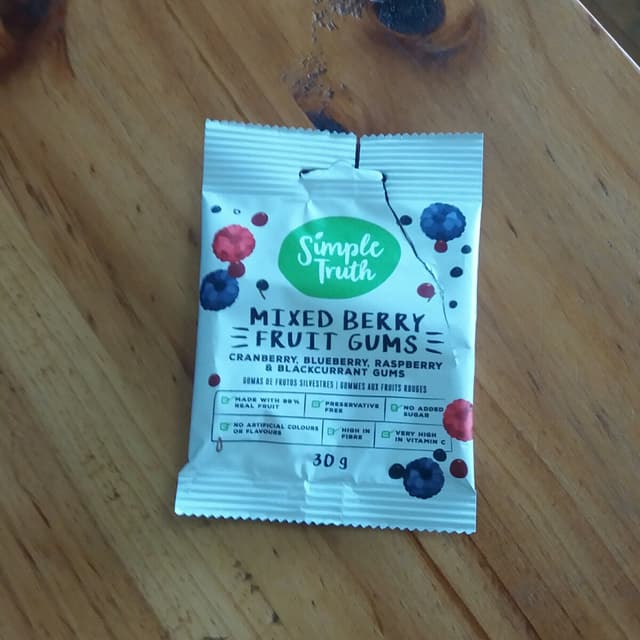 Simple
Truth
MIXED BERRY
FRUIT GUMS
CRANBERRY, BLUEBERRY, RASPBERRY
& BLACKCURRANT GUMS
GOMAS DE FRUTOS SILVESTRES | GOMMES AUX FRUITS ROUGES
MADE WITH 98%
REAL FRUIT
PRESERVATIVE
FREE
NO ADDED
SUGAR
NO ARTIFICIAL COLOURS
OR FLAVOURS
HIGH IN
FIBRE
VERY HIGH
IN VITAMIN C
30 g